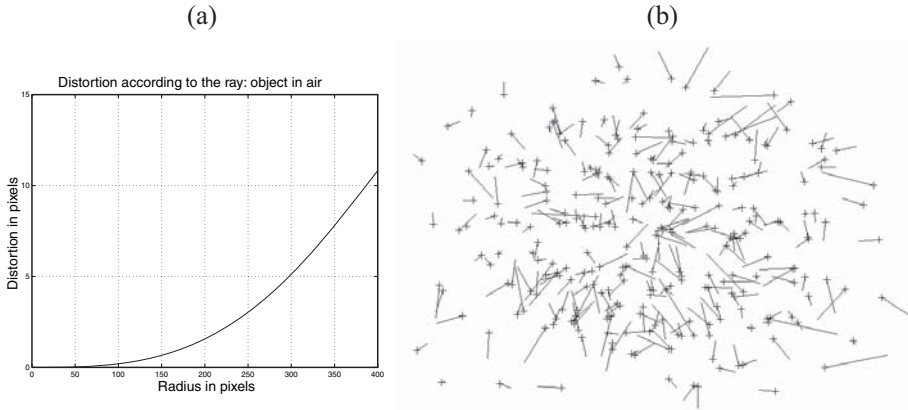 (a)
(b)
Distortion according to the ray: object in air
15
10
5
0
0 50 100 150 200 250 300 350 400
Distorion in pixels
Radius in pixels